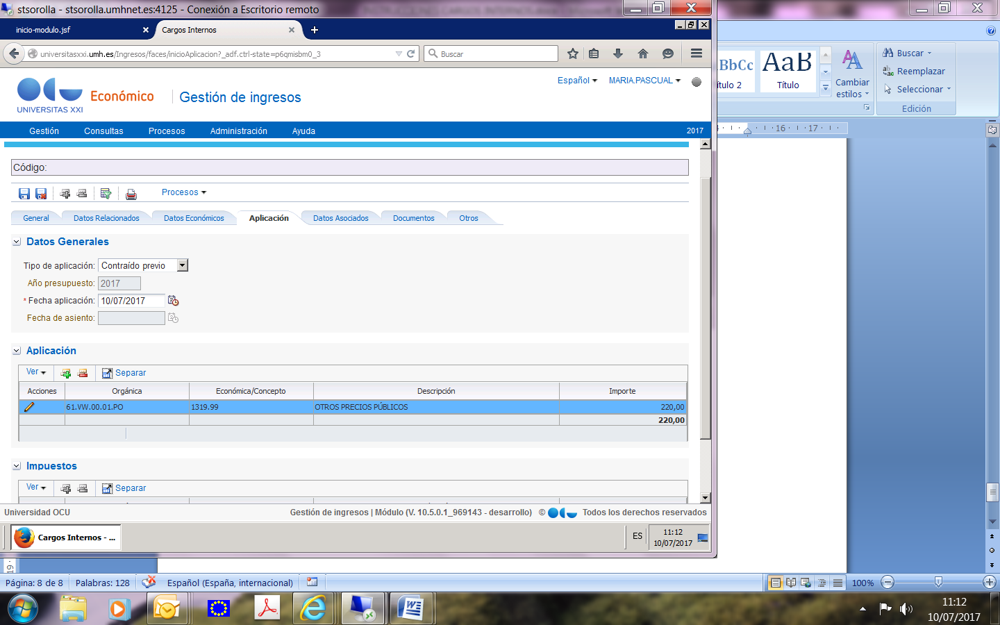 stsorolla - stsorolla.umhnet.es:4125 - Conexión a Escritorio remoto
inicio-modulo.jsf
Cargos Internos
universitasxxi.umh.es/Ingresos/faces/inicioAplicacion?_adf.ctrl-state=p6qmisbm0_3
Buscar
Español
MARIA.PASCUAL
UNIVERSITAS XXI
Económico
Gestión de ingresos
Gestión Consultas Procesos Administración Ayuda 2017
Código:
Procesos
General Datos Relacionados Datos Económicos Aplicación Datos Asociados Documentos Otros
Datos Generales
Tipo de aplicación: Contraído previo
Año presupuesto: 2017
* Fecha aplicación: 10/07/2017
Fecha de asiento:
Aplicación
Ver Separar
Acciones Orgánica Económica/Concepto Descripción Importe
61.VW.00.01.PO 1319.99 OTROS PRECIOS PÚBLICOS 220,00
220,00
Impuestos
Ver Separar
Universidad OCU Gestión de ingresos | Módulo (V. 10.5.0.1_969143 - desarrollo) © Todos los derechos reservados
Cargos Internos - ...
ES
11:12
10/07/2017
BbCc
ítulo 2
AaB
Título
Cambiar
estilos
Buscar
Reemplazar
Seleccionar
Edición
16 17
19
Página: 8 de 8 Palabras: 128 Español (España, internacional) 100%
11:12
10/07/2017